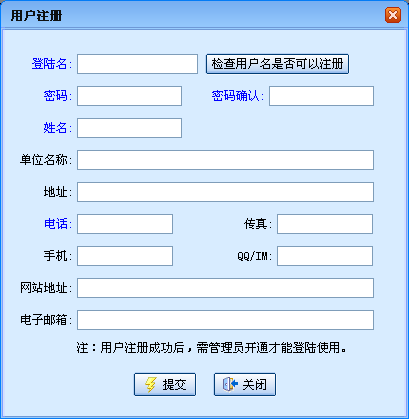 用户注册
登陆名: 检查用户名是否可以注册
密码: 密码确认:
姓名:
单位名称:
地址:
电话: 传真:
手机: QQ/IM:
网站地址:
电子邮箱:
注：用户注册成功后，需管理员开通才能登陆使用。
提交 关闭